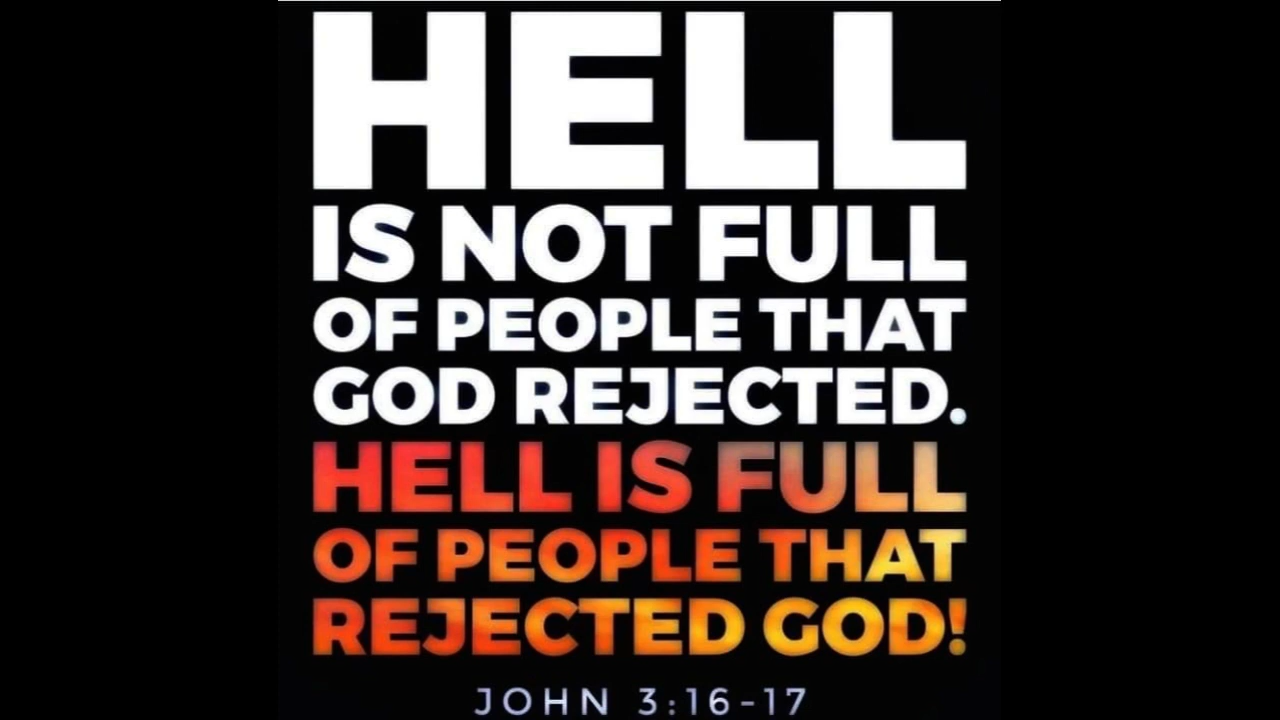 HELL
IS NOT FULL
OF PEOPLE THAT
GOD REJECTED.
HELL IS FULL
OF PEOPLE THAT
REJECTED GOD!
JOHN 3:16-17